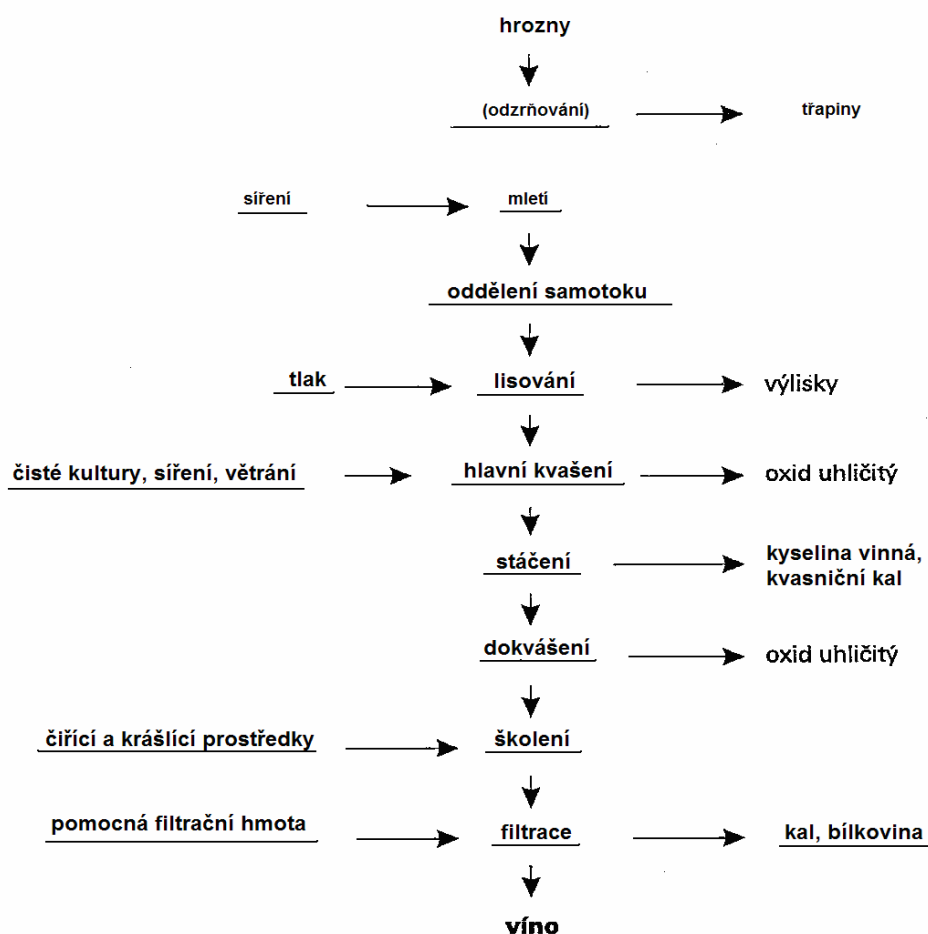 hrozny
(odzrňování)
třapiny
síření
mletí
oddělení samotoku
tlak
lisování
výlisky
čisté kultury, síření, větrání
hlavní kvašení
oxid uhličitý
stáčení
kyselina vinná,
kvasniční kal
dokvášení
oxid uhličitý
čiřící a krášlící prostředky
školení
pomocná filtrační hmota
filtrace
kal, bílkovina
víno